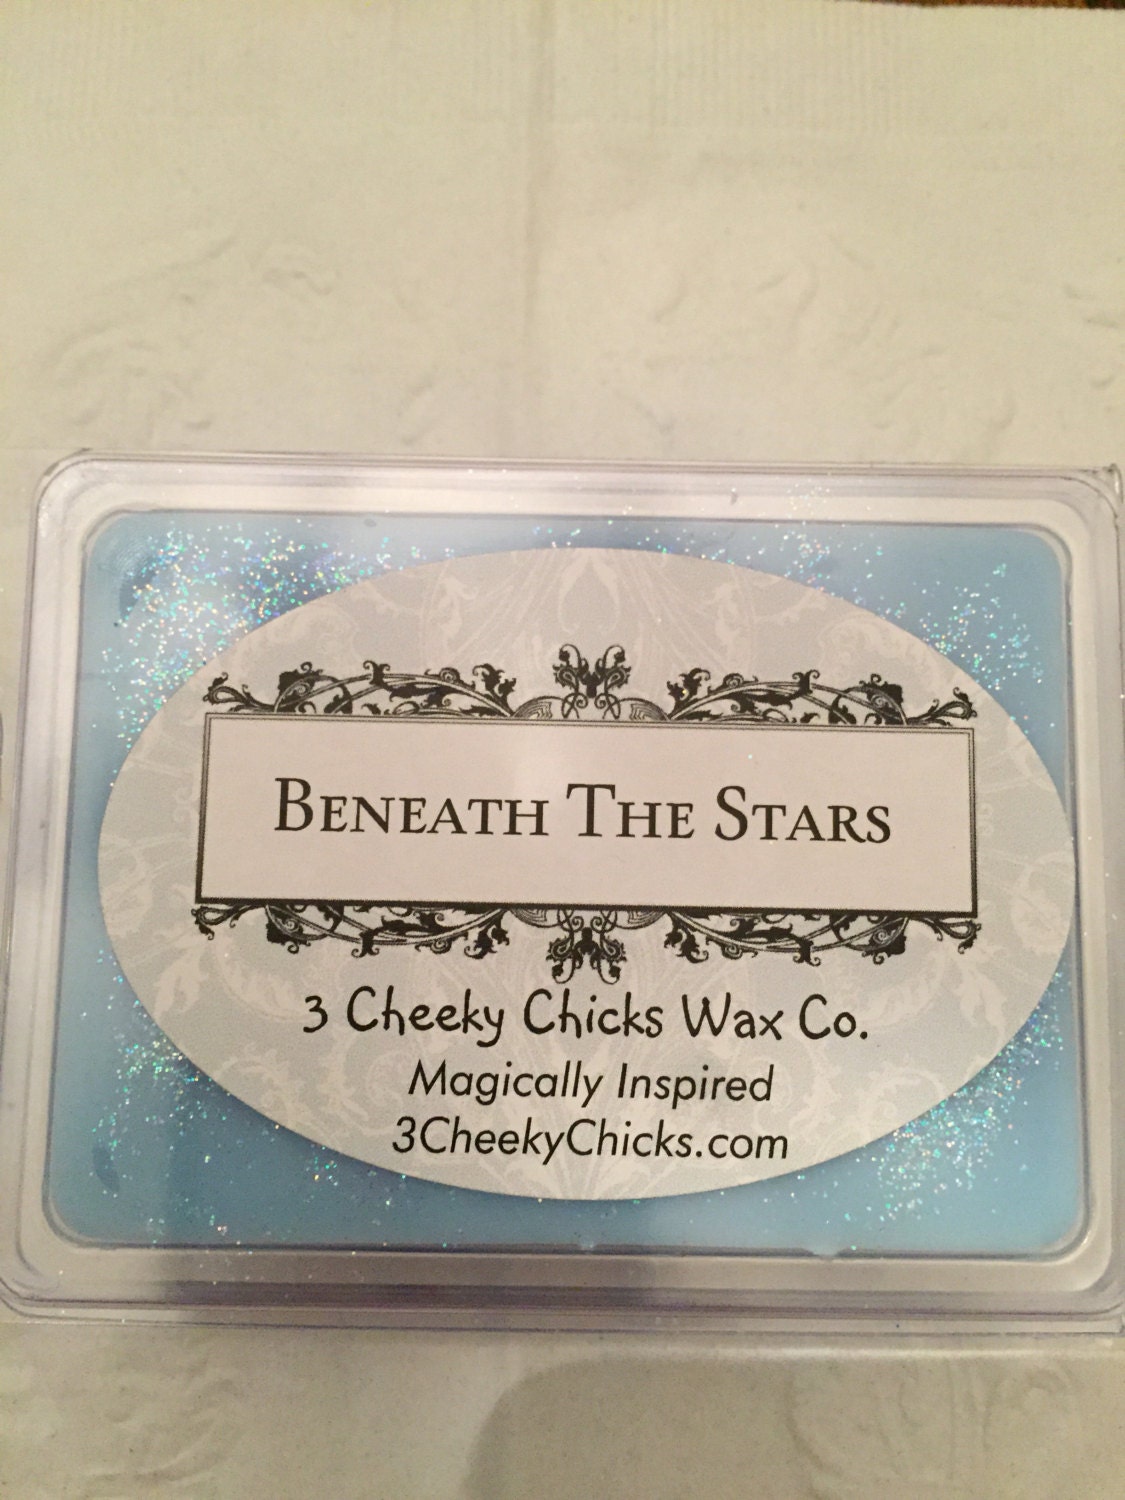 Beneath The Stars
3 Cheeky Chicks Wax Co.
Magically Inspired
3CheekyChicks.com